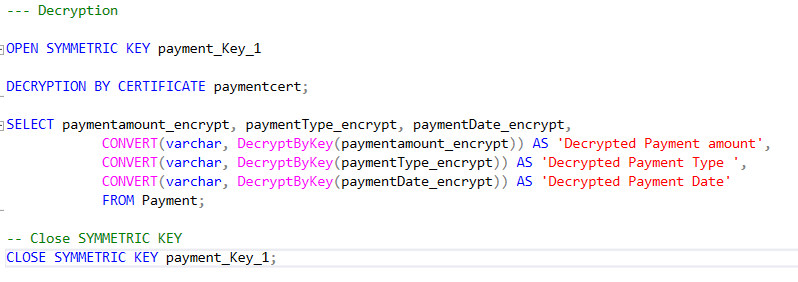 --- Decryption
OPEN SYMMETRIC KEY payment_Key_1
DECRYPTION BY CERTIFICATE paymentcert;
SELECT paymentamount_encrypt, paymentType_encrypt, paymentDate_encrypt,
CONVERT(varchar, DecryptByKey(paymentamount_encrypt)) AS 'Decrypted Payment amount',
CONVERT(varchar, DecryptByKey(paymentType_encrypt)) AS 'Decrypted Payment Type ',
CONVERT(varchar, DecryptByKey(paymentDate_encrypt)) AS 'Decrypted Payment Date'
FROM Payment;
-- Close SYMMETRIC KEY
CLOSE SYMMETRIC KEY payment_Key_1;